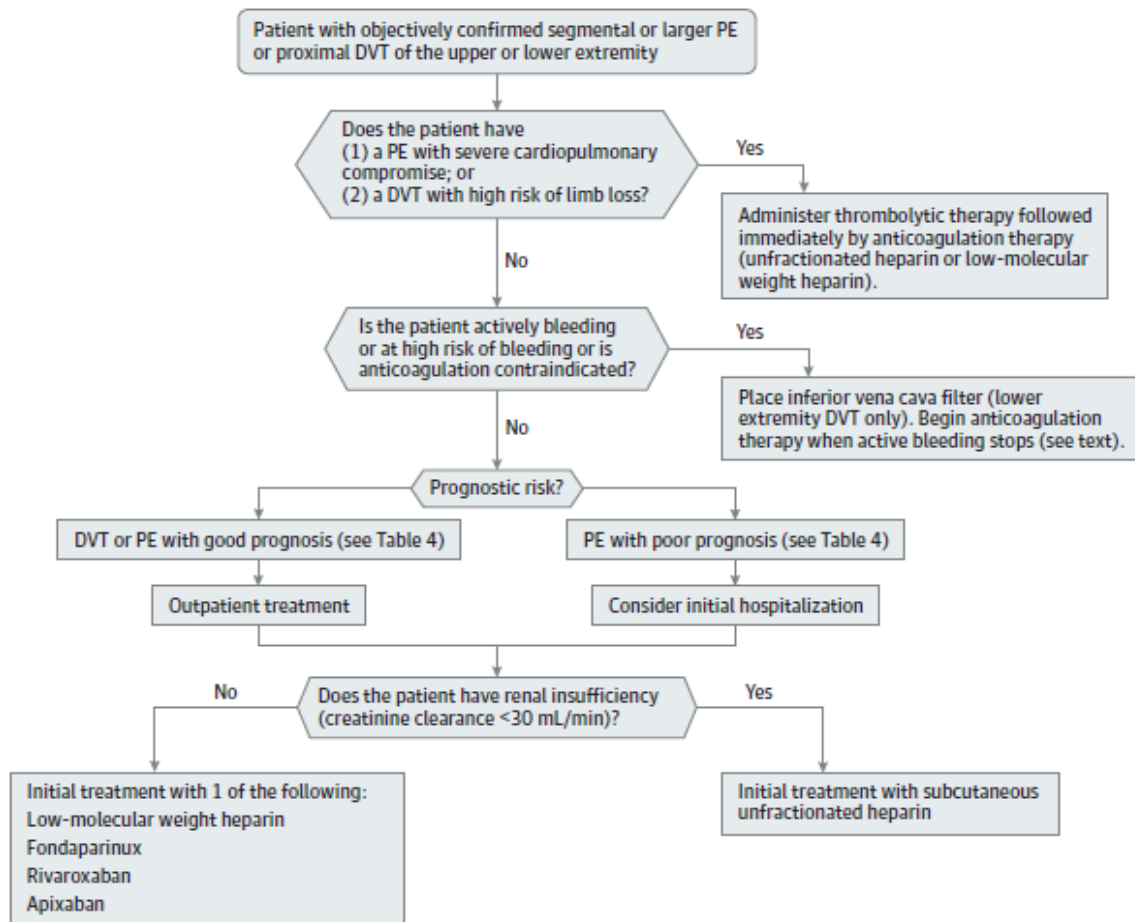 Patient with objectively confirmed segmental or larger PE
or proximal DVT of the upper or lower extremity
Does the patient have
(1) a PE with severe cardiopulmonary
compromise; or
(2) a DVT with high risk of limb loss?
Yes
Administer thrombolytic therapy followed
immediately by anticoagulation therapy
(unfractionated heparin or low-molecular
weight heparin).
No
Is the patient actively bleeding
or at high risk of bleeding or is
anticoagulation contraindicated?
Yes
Place inferior vena cava filter (lower
extremity DVT only). Begin anticoagulation
therapy when active bleeding stops (see text).
No
Prognostic risk?
DVT or PE with good prognosis (see Table 4)
PE with poor prognosis (see Table 4)
Outpatient treatment
Consider initial hospitalization
No
Does the patient have renal insufficiency
(creatinine clearance <30 mL/min)?
Yes
Initial treatment with 1 of the following:
Low-molecular weight heparin
Fondaparinux
Rivaroxaban
Apixaban
Initial treatment with subcutaneous
unfractionated heparin